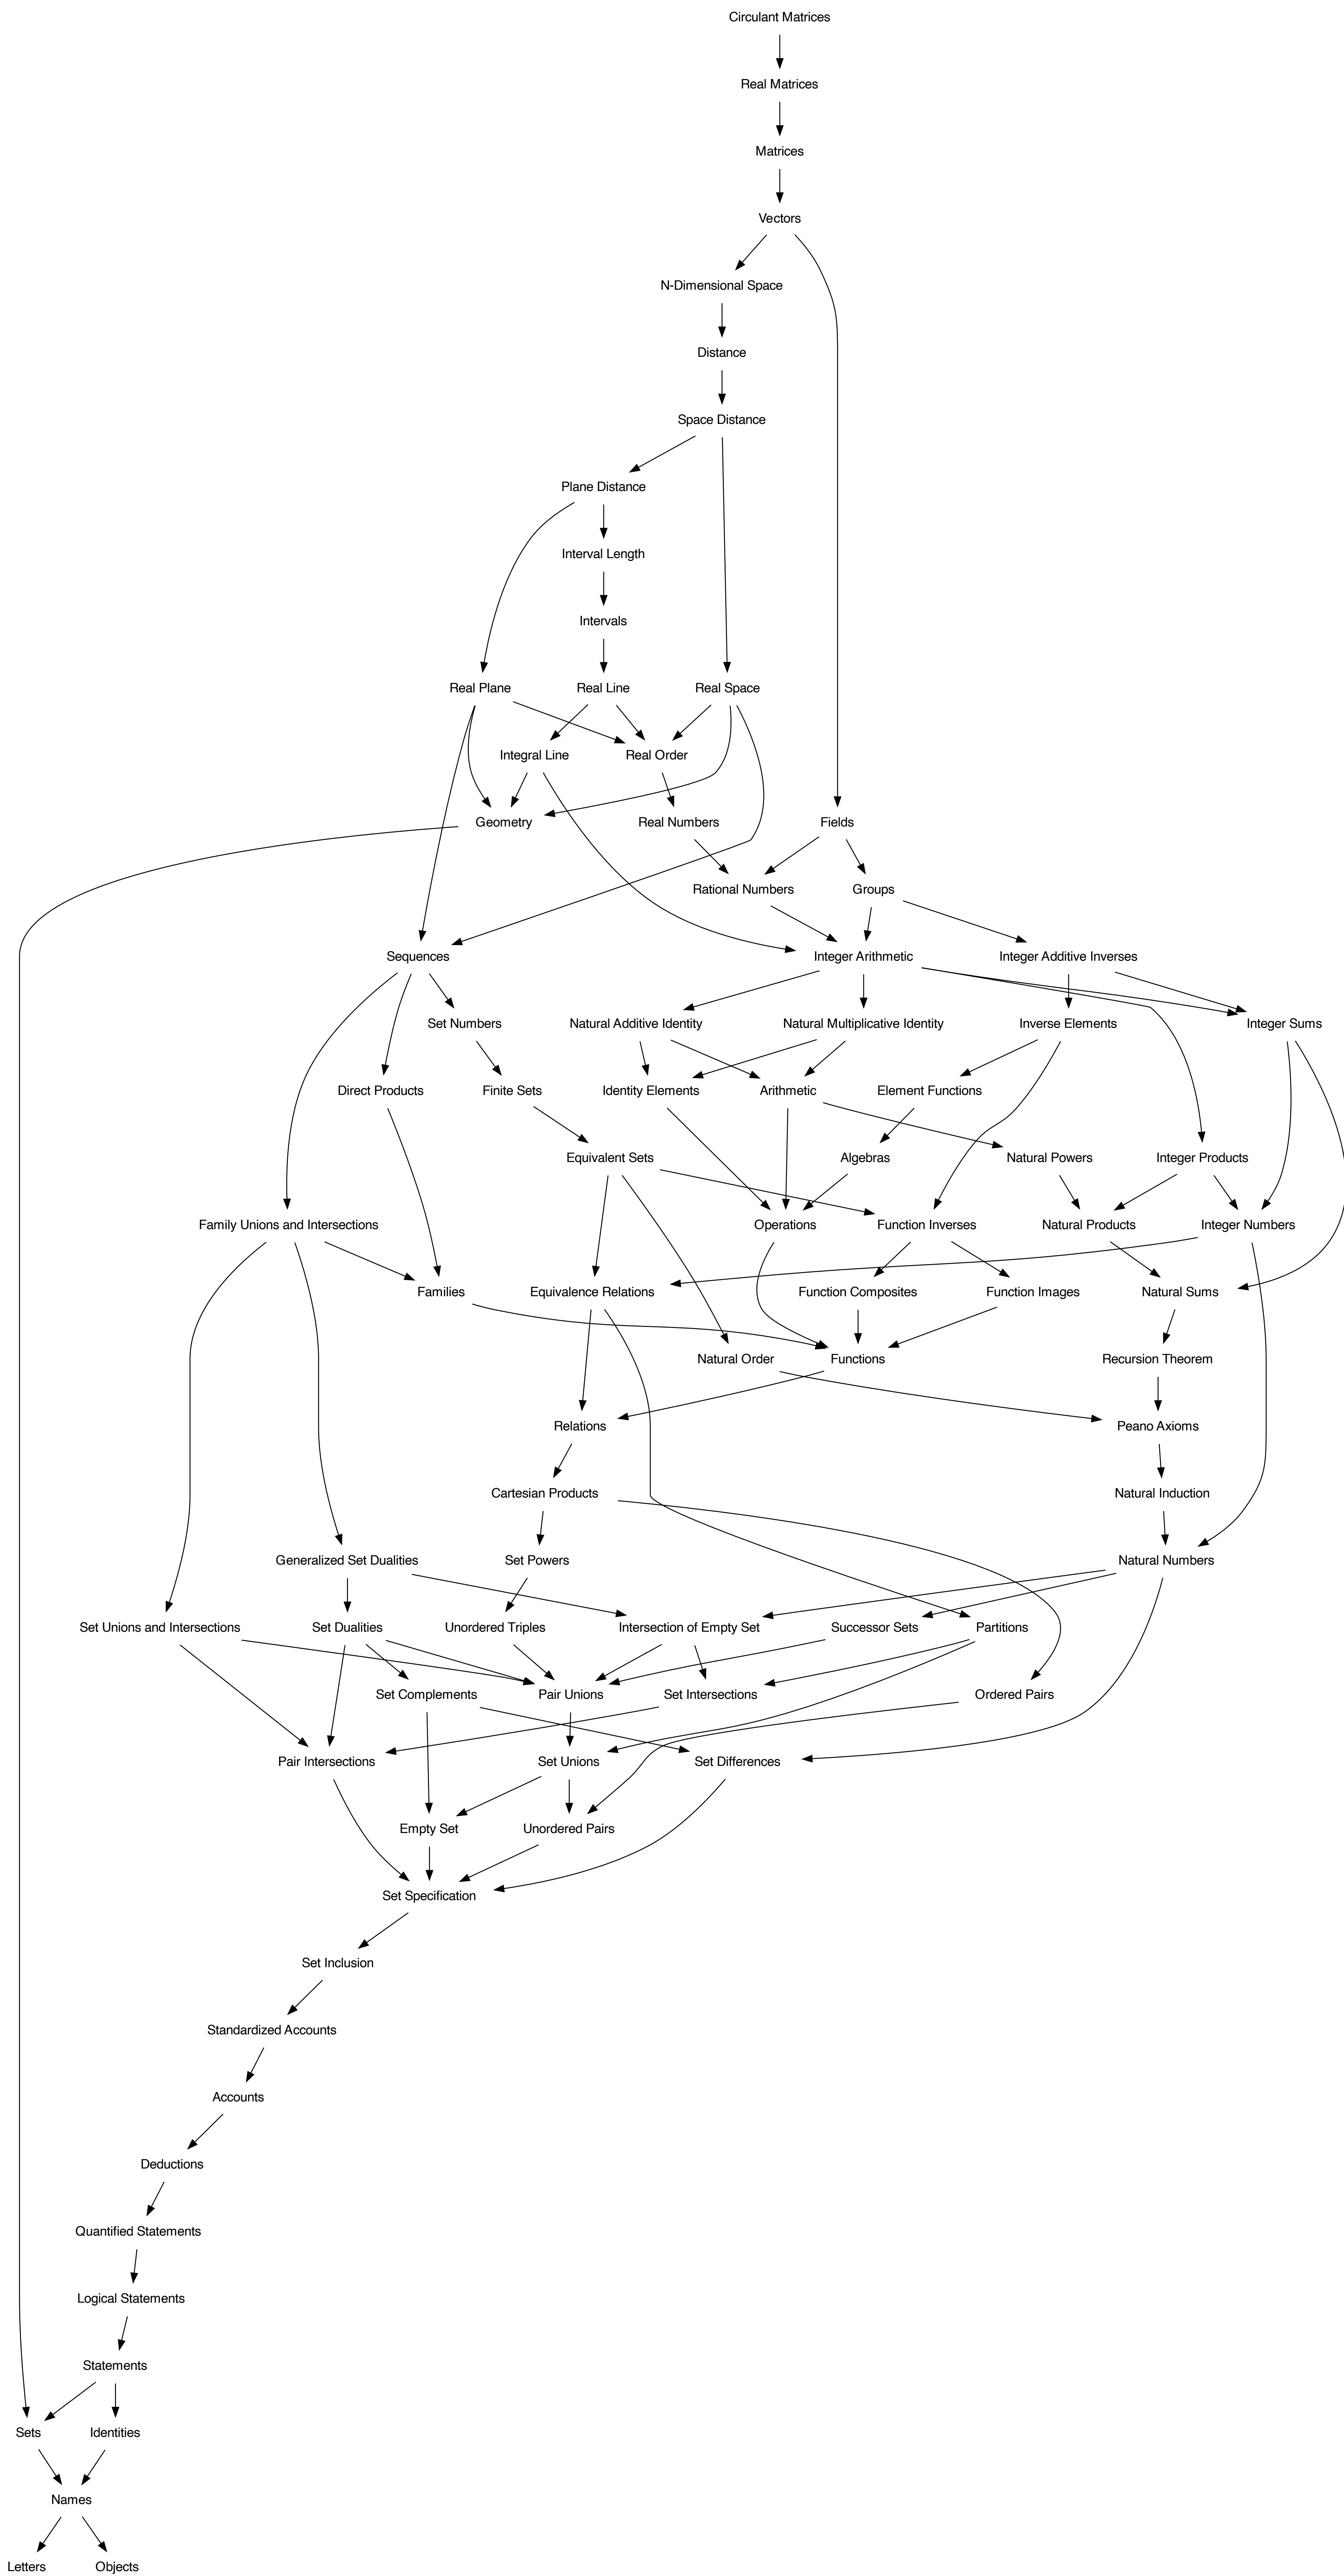 Circulant Matrices
Real Matrices
Matrices
Vectors
N-Dimensional Space
Distance
Space Distance
Plane Distance
Interval Length
Intervals
Real Plane
Real Line
Real Space
Integral Line
Real Order
Geometry
Real Numbers
Fields
Rational Numbers
Groups
Sequences
Integer Arithmetic
Integer Additive Inverses
Set Numbers
Natural Additive Identity
Natural Multiplicative Identity
Inverse Elements
Integer Sums
Direct Products
Finite Sets
Identity Elements
Arithmetic
Element Functions
Equivalent Sets
Algebras
Natural Powers
Integer Products
Family Unions and Intersections
Operations
Function Inverses
Natural Products
Integer Numbers
Families
Equivalence Relations
Function Composites
Function Images
Natural Sums
Natural Order
Functions
Recursion Theorem
Relations
Peano Axioms
Cartesian Products
Natural Induction
Generalized Set Dualities
Set Powers
Natural Numbers
Set Unions and Intersections
Set Dualities
Unordered Triples
Intersection of Empty Set
Successor Sets
Partitions
Set Complements
Pair Unions
Set Intersections
Ordered Pairs
Pair Intersections
Set Unions
Set Differences
Empty Set
Unordered Pairs
Set Specification
Set Inclusion
Standardized Accounts
Accounts
Deductions
Quantified Statements
Logical Statements
Statements
Sets
Identities
Names
Letters
Objects